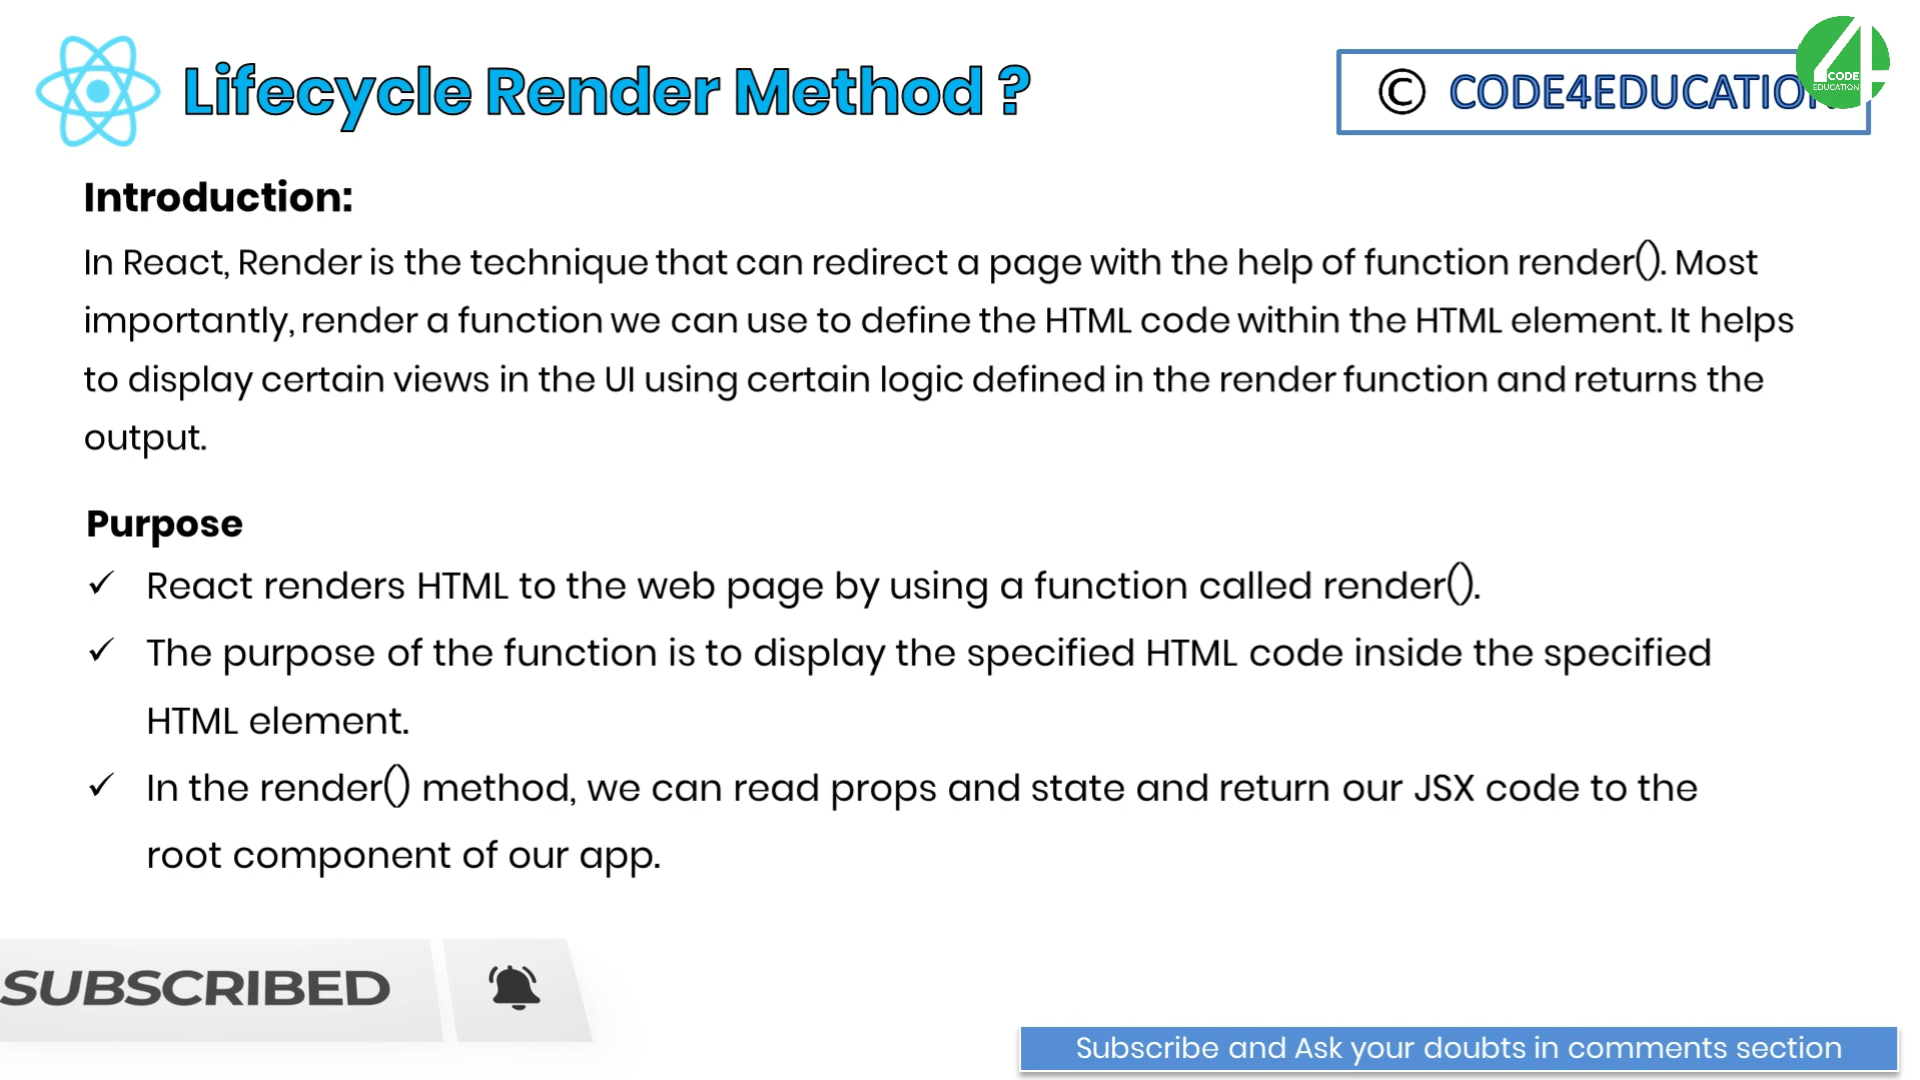 Lifecycle Render Method ?
© CODE4EDUCATION
CODE
EDUCATION
Introduction:
In React, Render is the technique that can redirect a page with the help of function render(). Most
importantly, render a function we can use to define the HTML code within the HTML element. It helps
to display certain views in the UI using certain logic defined in the render function and returns the
output.
Purpose
✓ React renders HTML to the web page by using a function called render().
✓ The purpose of the function is to display the specified HTML code inside the specified
HTML element.
✓ In the render() method, we can read props and state and return our JSX code to the
root component of our app.
SUBSCRIBED
Subscribe and Ask your doubts in comments section